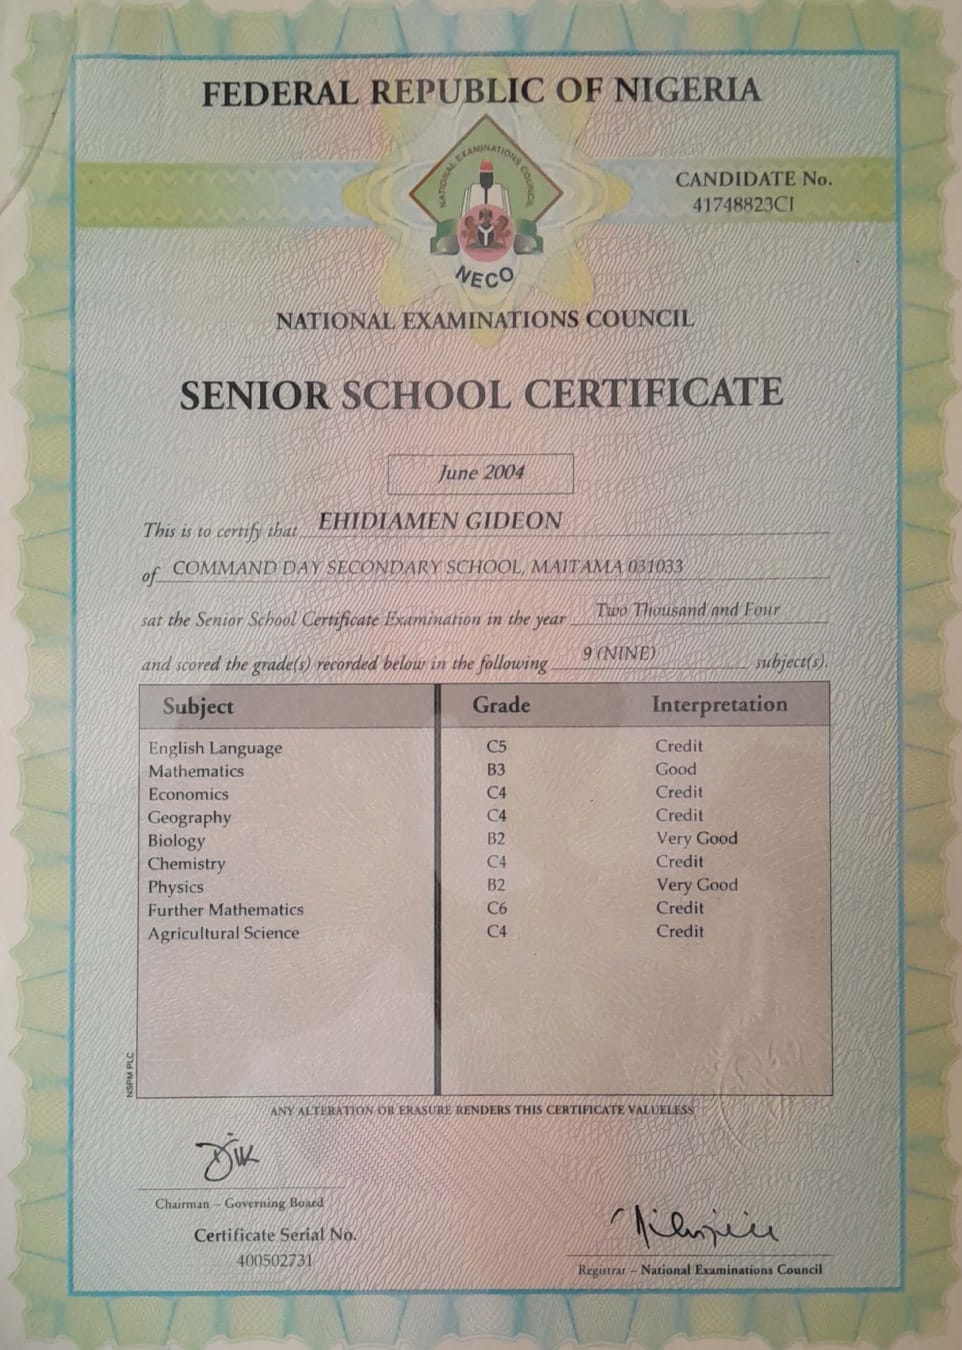 FEDERAL REPUBLIC OF NIGERIA
NATIONAL EXAMINATIONS COUNCIL
NECO
CANDIDATE No.
41748823CI
NATIONAL EXAMINATIONS COUNCIL
SENIOR SCHOOL CERTIFICATE
June 2004
This is to certify that EHIDIAMEN GIDEON
of COMMAND DAY SECONDARY SCHOOL, MAITAMA 031033
sat the Senior School Certificate Examination in the year Two Thousand and Four
and scored the grade(s) recorded below in the following 9 (NINE) subject(s).
Subject Grade Interpretation
English Language C5 Credit
Mathematics B3 Good
Economics C4 Credit
Geography C4 Credit
Biology B2 Very Good
Chemistry C4 Credit
Physics B2 Very Good
Further Mathematics C6 Credit
Agricultural Science C4 Credit
NSPM PLC
ANY ALTERATION OR ERASURE RENDERS THIS CERTIFICATE VALUELESS
Chairman – Governing Board
Certificate Serial No.
400502731
Registrar – National Examinations Council